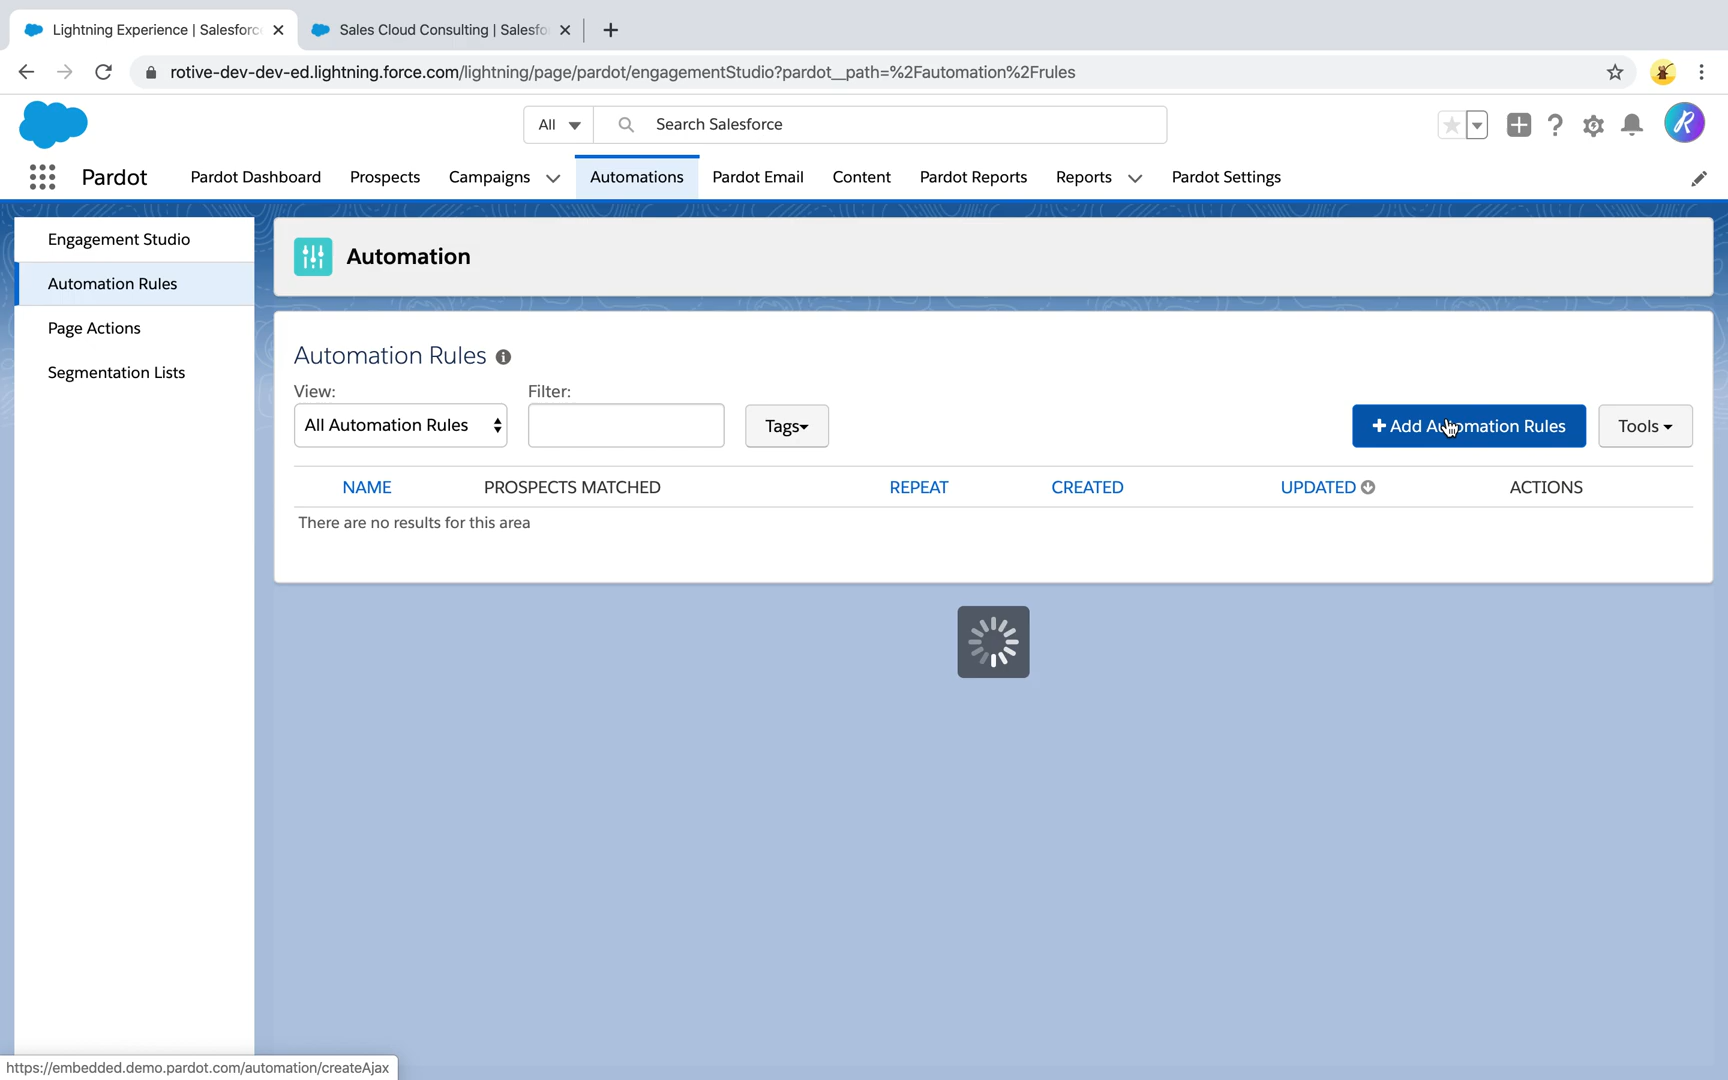 Lightning Experience | Salesforc
Sales Cloud Consulting | Salesfo
rotive-dev-dev-ed.lightning.force.com/lightning/page/pardot/engagementStudio?pardot__path=%2Fautomation%2Frules
All
Search Salesforce
Pardot
Pardot Dashboard
Prospects
Campaigns
Automations
Pardot Email
Content
Pardot Reports
Reports
Pardot Settings
Engagement Studio
Automation Rules
Page Actions
Segmentation Lists
Automation
Automation Rules
View:
Filter:
All Automation Rules
Tags
+ Add Automation Rules
Tools
NAME PROSPECTS MATCHED REPEAT CREATED UPDATED ACTIONS
There are no results for this area
https://embedded.demo.pardot.com/automation/createAjax